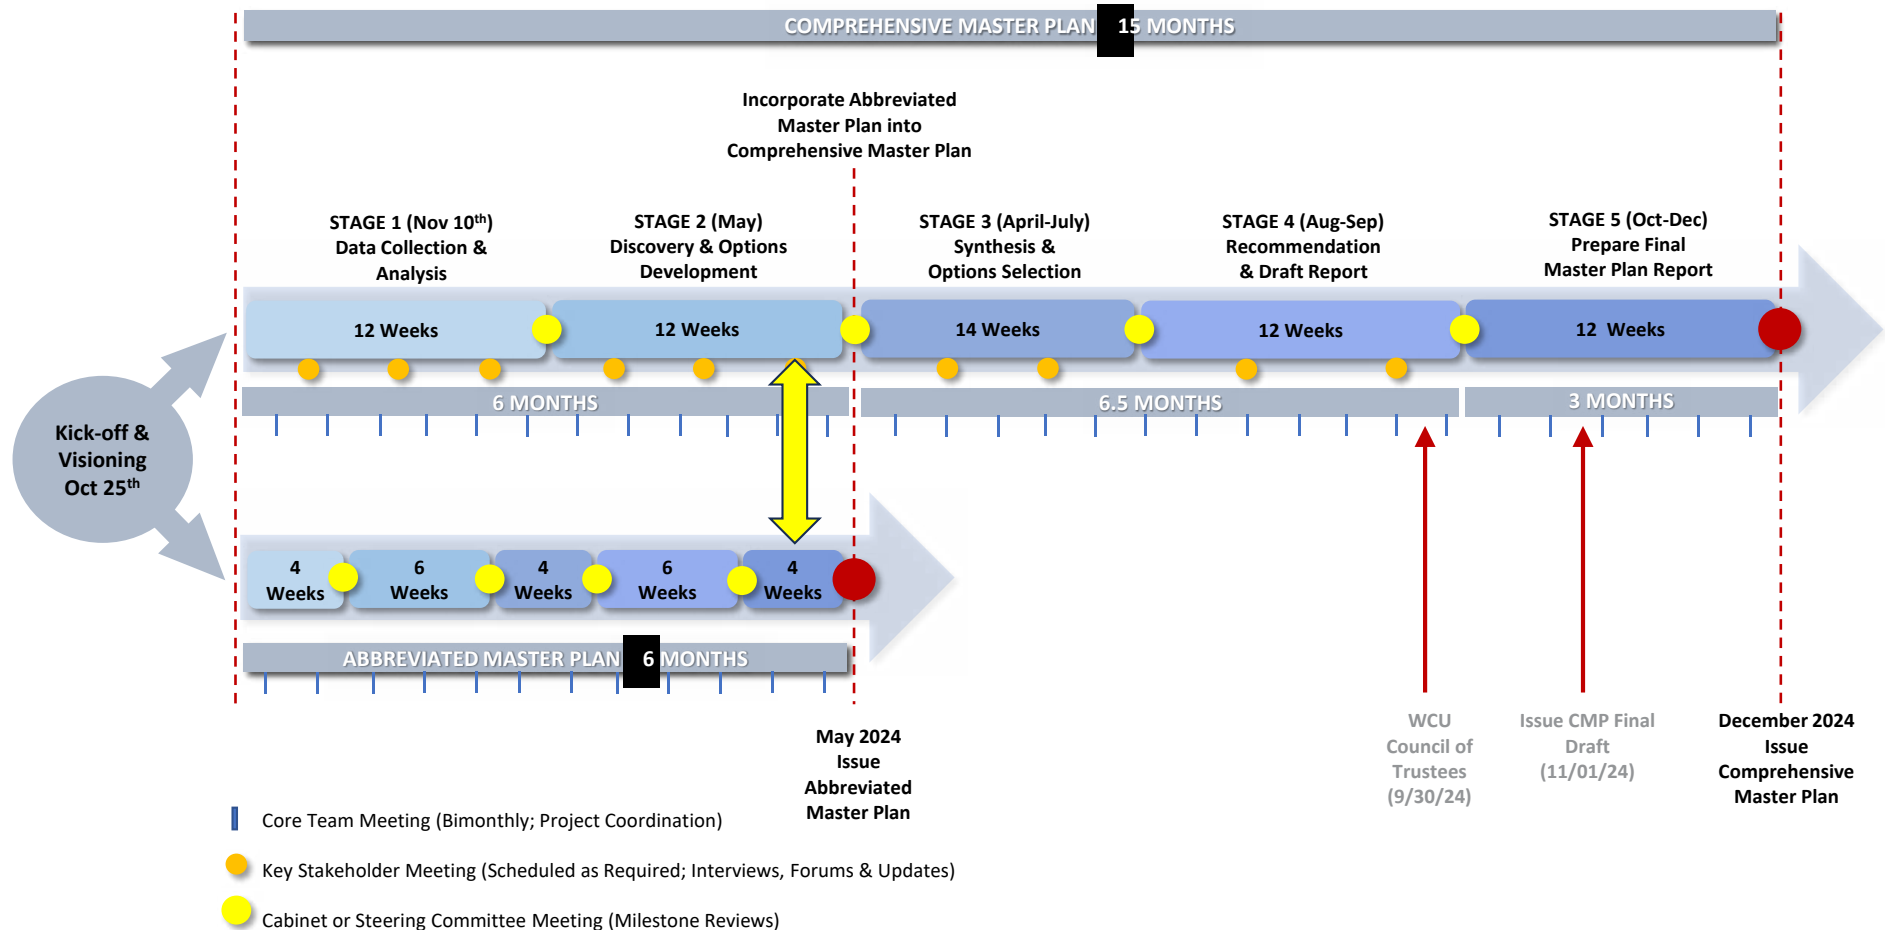 COMPREHENSIVE MASTER PLAN 15 MONTHS
Incorporate Abbreviated
Master Plan into
Comprehensive Master Plan
STAGE 1 (Nov 10th)
Data Collection &
Analysis
STAGE 2 (May)
Discovery & Options
Development
STAGE 3 (April-July)
Synthesis &
Options Selection
STAGE 4 (Aug-Sep)
Recommendation
& Draft Report
STAGE 5 (Oct-Dec)
Prepare Final
Master Plan Report
12 Weeks
12 Weeks
14 Weeks
12 Weeks
12 Weeks
6 MONTHS
6.5 MONTHS
3 MONTHS
Kick-off &
Visioning
Oct 25th
4
Weeks
6
Weeks
4
Weeks
6
Weeks
4
Weeks
ABBREVIATED MASTER PLAN 6 MONTHS
May 2024
Issue
Abbreviated
Master Plan
WCU
Council of
Trustees
(9/30/24)
Issue CMP Final
Draft
(11/01/24)
December 2024
Issue
Comprehensive
Master Plan
Core Team Meeting (Bimonthly; Project Coordination)
Key Stakeholder Meeting (Scheduled as Required; Interviews, Forums & Updates)
Cabinet or Steering Committee Meeting (Milestone Reviews)